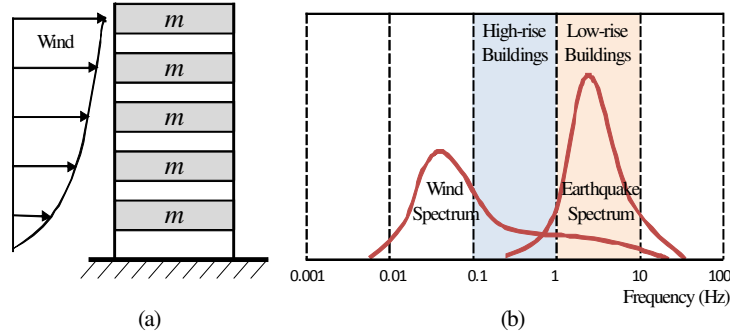 Wind
m
m
m
m
m
(a)
High-rise
Buildings
Low-rise
Buildings
Wind
Spectrum
Earthquake
Spectrum
0.001
0.01
0.1
1
10
100
Frequency (Hz)
(b)